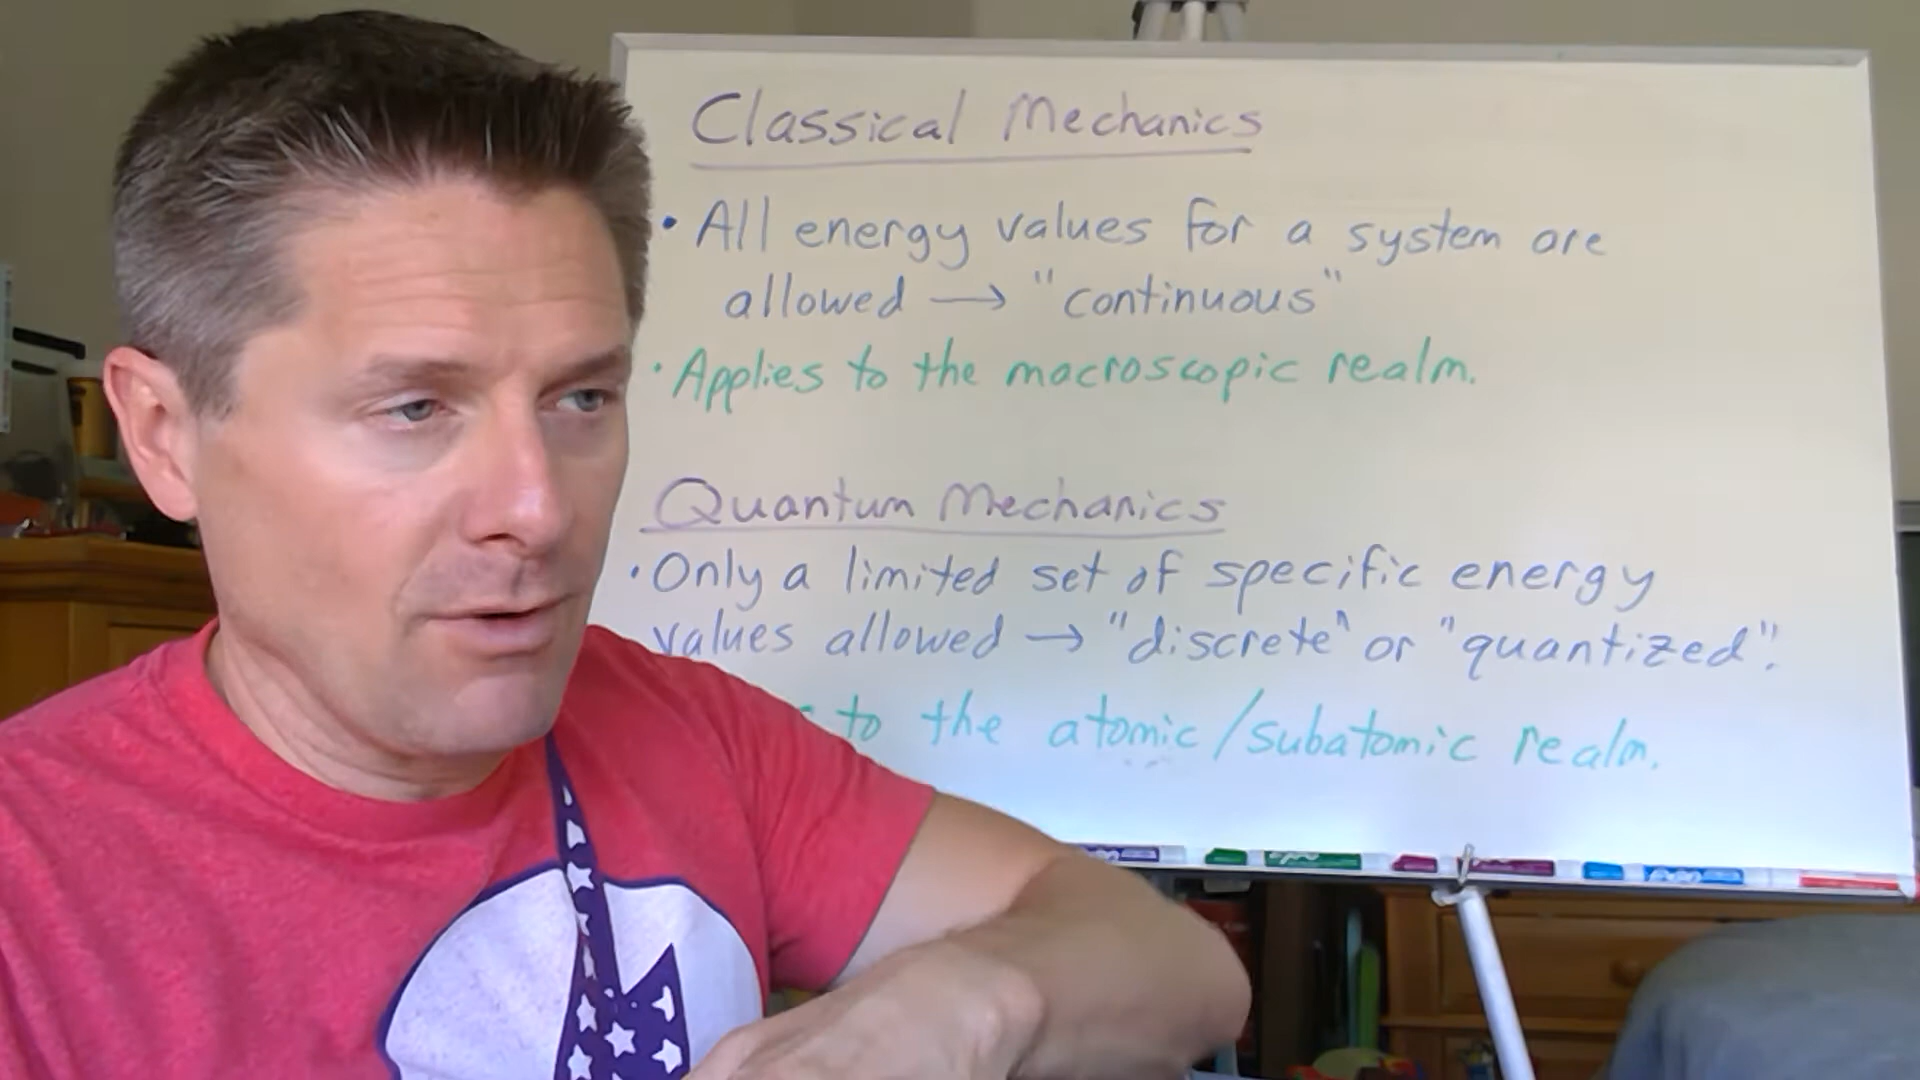 Classical Mechanics
• All energy values for a system are
allowed → "continuous"
• Applies to the macroscopic realm.
Quantum Mechanics
• Only a limited set of specific energy
values allowed → "discrete" or "quantized".
to the atomic/subatomic realm.